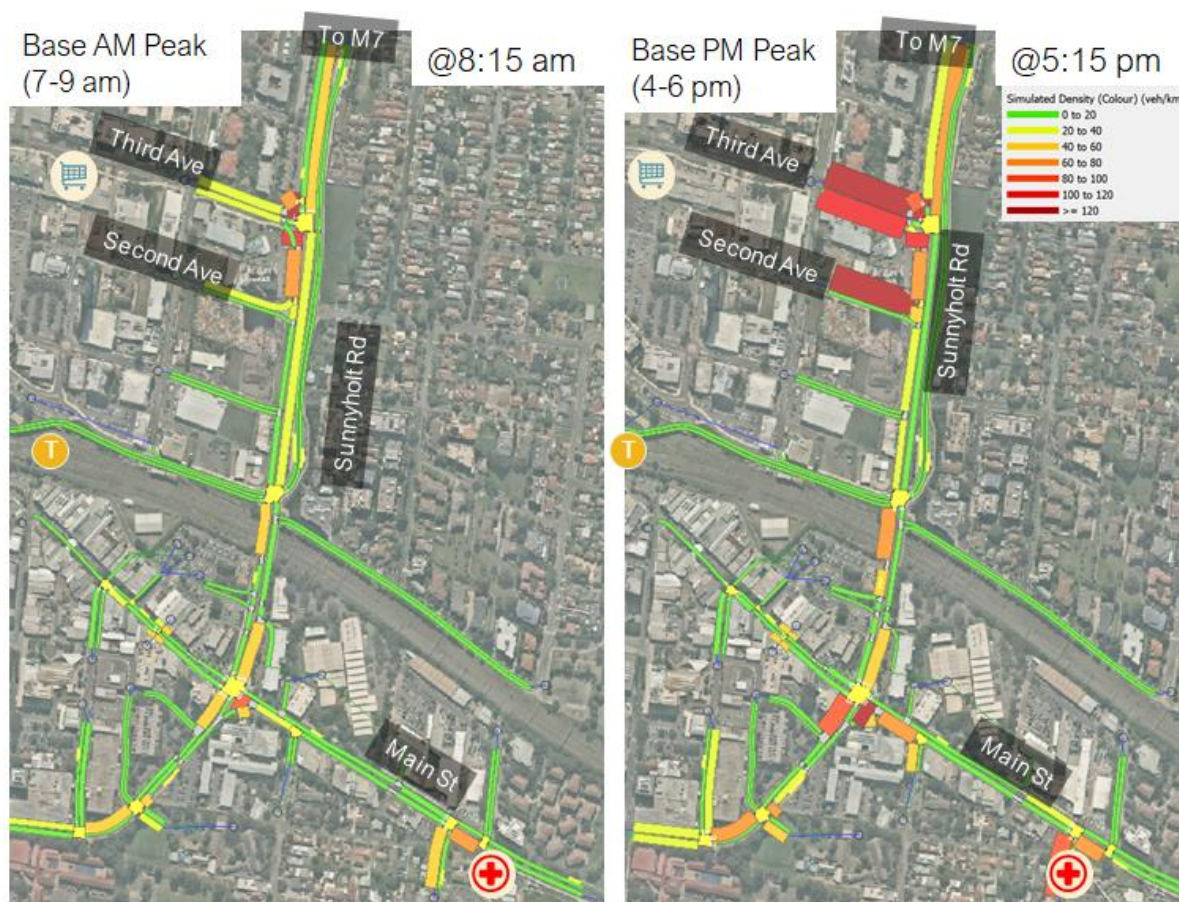 Base AM Peak
(7-9 am)
To M7
@8:15 am
Third Ave
Second Ave
Sunnyholt Rd
T
Main St
Base PM Peak
(4-6 pm)
To M7
@5:15 pm
Simulated Density (Colour) (veh/km
0 to 20
20 to 40
40 to 60
60 to 80
80 to 100
100 to 120
>= 120
Third Ave
Second Ave
Sunnyholt Rd
T
Main St